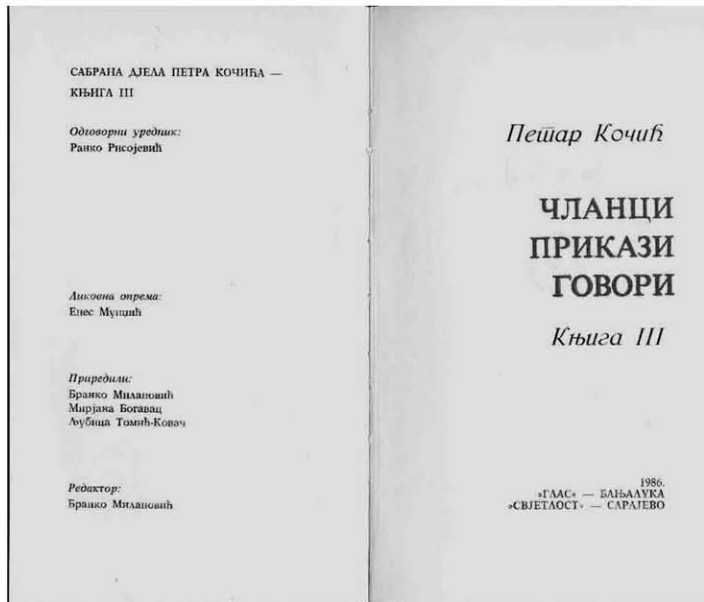 САБРАНА ДЈЕЛА ПЕТРА КОЧИЋА —
КЊИГА III
Одговорни уредник:
Ранко Рисојевић
Ликовна опрема:
Енес Мунџић
Приредили:
Бранко Милановић
Мирјана Богавац
Љубица Томић-Ковач
Редактор:
Бранко Милановић
Петар Кочић
ЧЛАНЦИ
ПРИКАЗИ
ГОВОРИ
Књига III
1986.
»ГЛАС« — БАЊАЛУКА
»СВЈЕТЛОСТ« — САРАЈЕВО